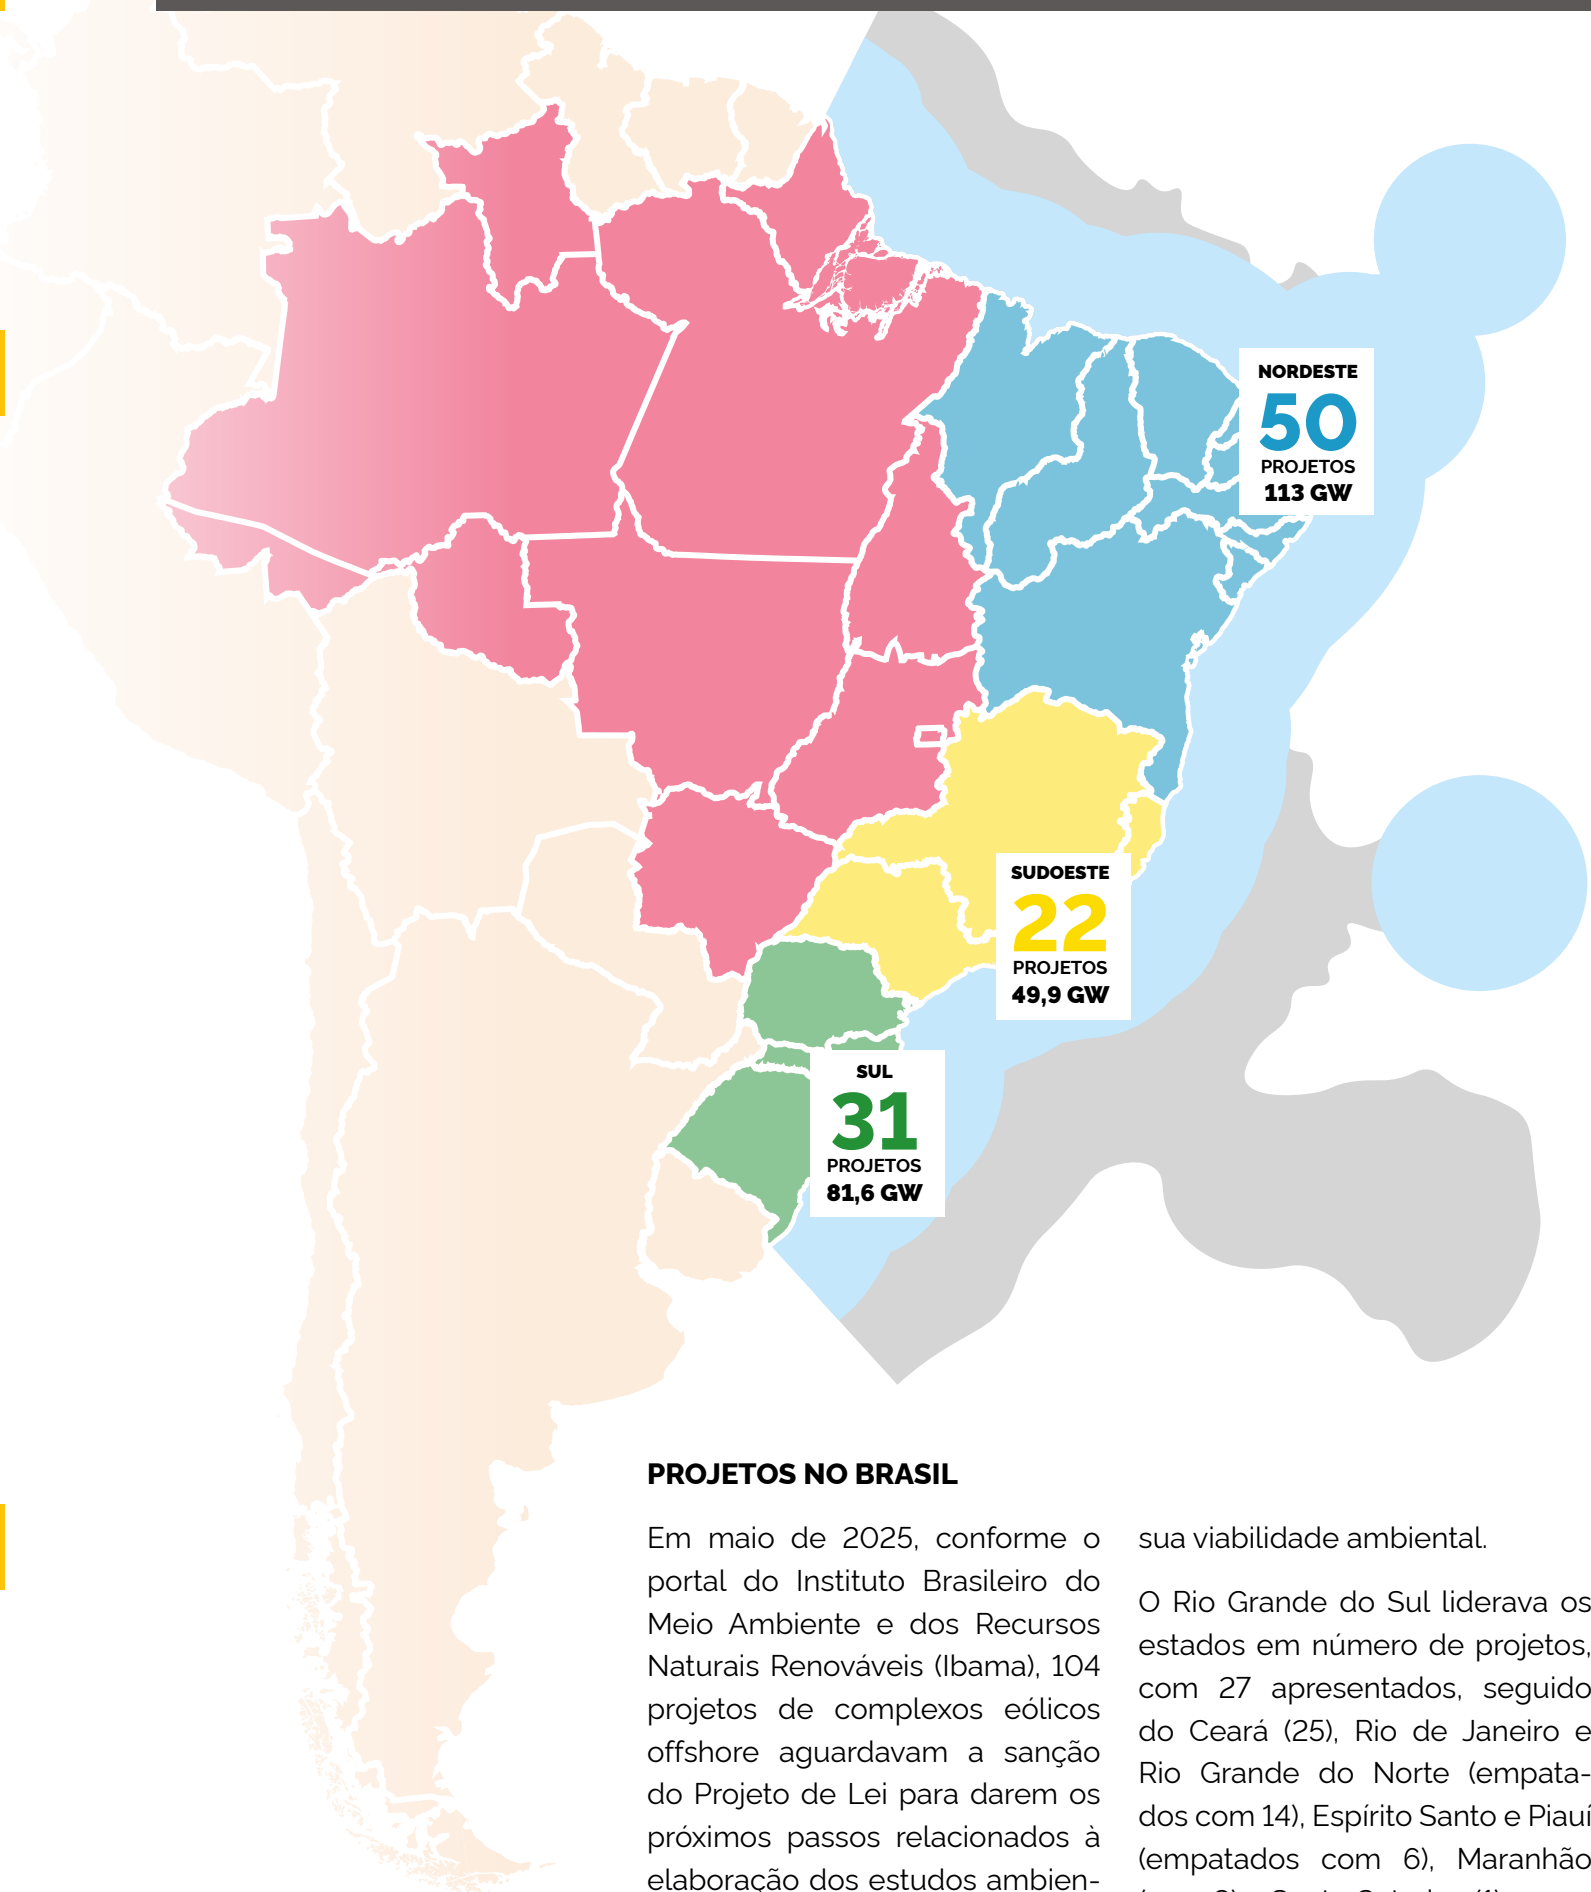 NORDESTE
50
PROJETOS
113 GW
SUDOESTE
22
PROJETOS
49,9 GW
SUL
31
PROJETOS
81,6 GW
PROJETOS NO BRASIL
Em maio de 2025, conforme o
portal do Instituto Brasileiro do
Meio Ambiente e dos Recursos
Naturais Renováveis (Ibama), 104
projetos de complexos eólicos
offshore aguardavam a sanção
do Projeto de Lei para darem os
próximos passos relacionados à
elaboração dos estudos ambien-
sua viabilidade ambiental.
O Rio Grande do Sul liderava os
estados em número de projetos,
com 27 apresentados, seguido
do Ceará (25), Rio de Janeiro e
Rio Grande do Norte (empata-
dos com 14), Espírito Santo e Piauí
(empatados com 6), Maranhão